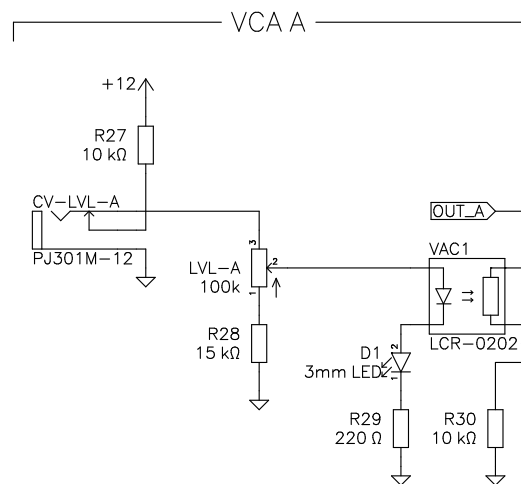 VCA A
+12
R27
10 kΩ
CV-LVL-A
PJ301M-12
OUT_A
3
LVL-A
100k
2
1
VAC1
LCR-0202
R28
15 kΩ
D1
3mm LED
2
1
R29
220 Ω
R30
10 kΩ